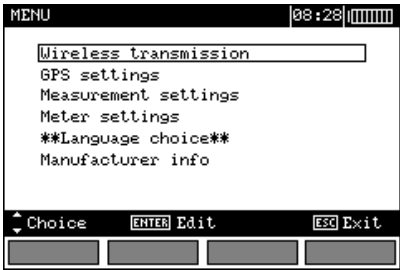 MENU 08:28
Wireless transmission
GPS settings
Measurement settings
Meter settings
**Language choice**
Manufacturer info
Choice ENTER Edit ESC Exit